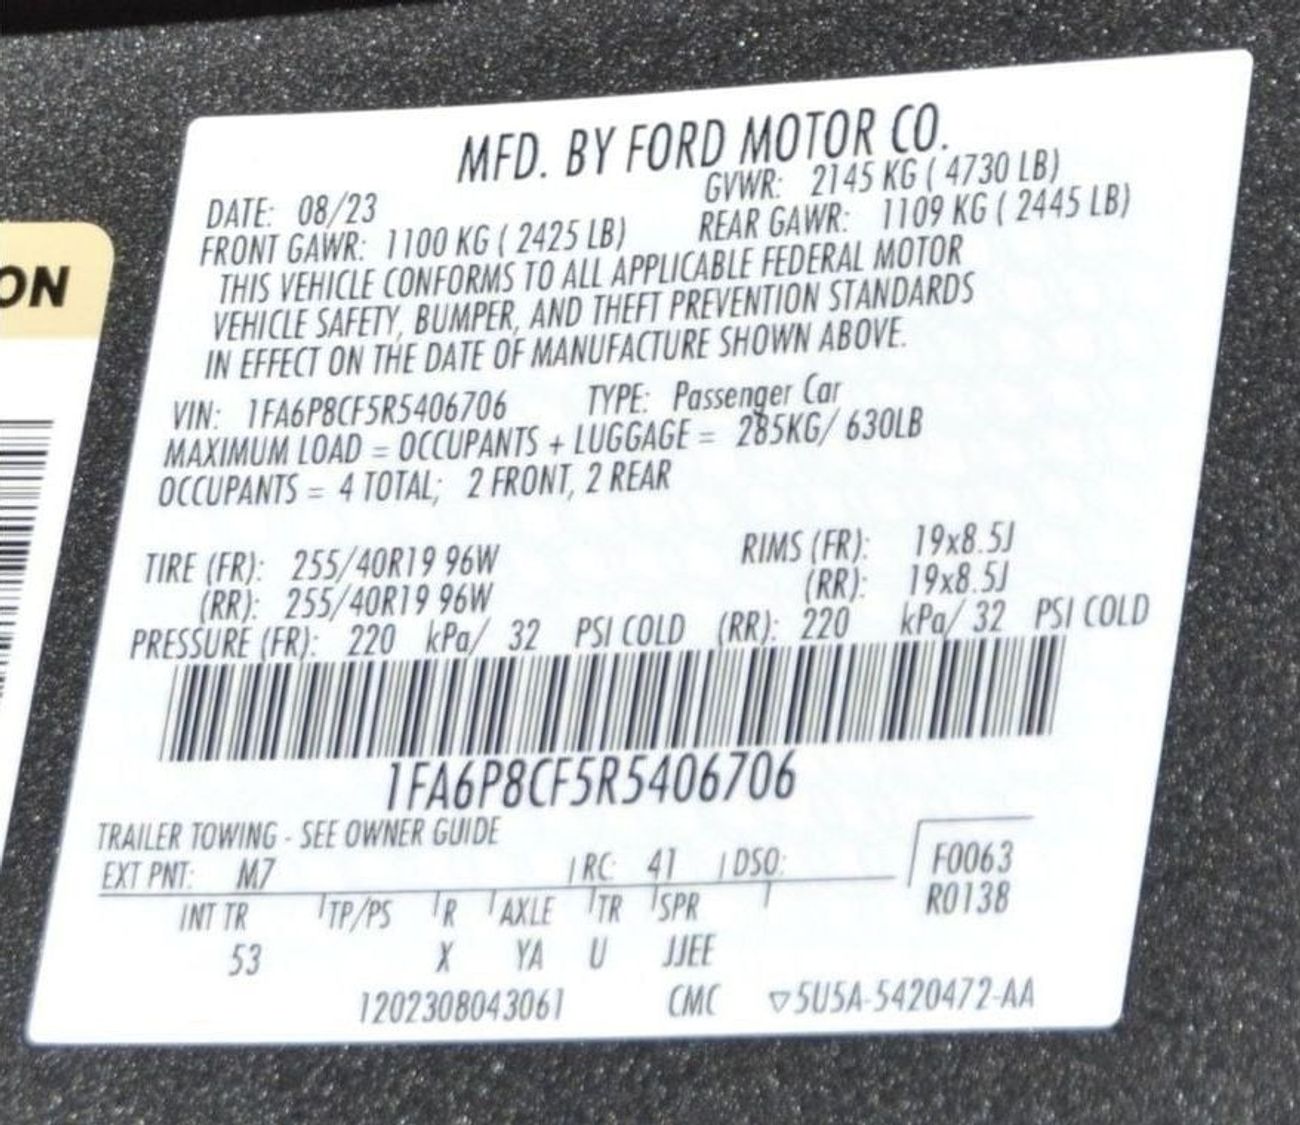 MFD. BY FORD MOTOR CO.
DATE: 08/23 GVWR: 2145 KG ( 4730 LB)
FRONT GAWR: 1100 KG ( 2425 LB) REAR GAWR: 1109 KG ( 2445 LB)
THIS VEHICLE CONFORMS TO ALL APPLICABLE FEDERAL MOTOR
VEHICLE SAFETY, BUMPER, AND THEFT PREVENTION STANDARDS
IN EFFECT ON THE DATE OF MANUFACTURE SHOWN ABOVE.
VIN: 1FA6P8CF5R5406706 TYPE: Passenger Car
MAXIMUM LOAD = OCCUPANTS + LUGGAGE = 285KG/ 630LB
OCCUPANTS = 4 TOTAL; 2 FRONT, 2 REAR
TIRE (FR): 255/40R19 96W RIMS (FR): 19x8.5J
(RR): 255/40R19 96W (RR): 19x8.5J
PRESSURE (FR): 220 kPa/ 32 PSI COLD (RR): 220 kPa/ 32 PSI COLD
1FA6P8CF5R5406706
TRAILER TOWING - SEE OWNER GUIDE
EXT PNT: M7 RC: 41 DSO: F0063
R0138
INT TR TP/PS R AXLE TR SPR
53 X YA U JJEE
1202308043061 CMC ▽5U5A-5420472-AA
ON